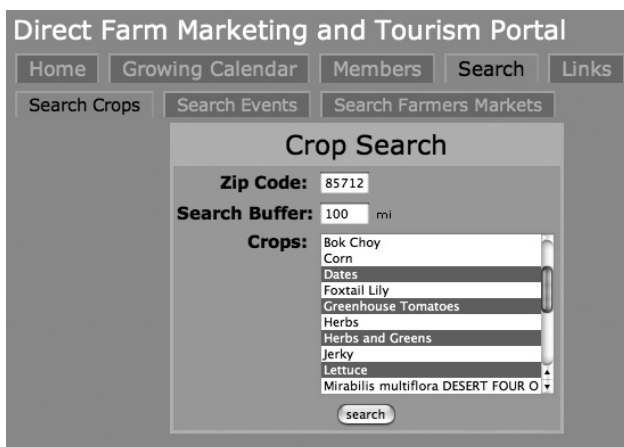 Direct Farm Marketing and Tourism Portal
Home Growing Calendar Members Search Links
Search Crops Search Events Search Farmers Markets
Crop Search
Zip Code: 85712
Search Buffer: 100 mi
Crops: Bok Choy
Corn
Dates
Foxtail Lily
Greenhouse Tomatoes
Herbs
Herbs and Greens
Jerky
Lettuce
Mirabilis multiflora DESERT FOUR O
search